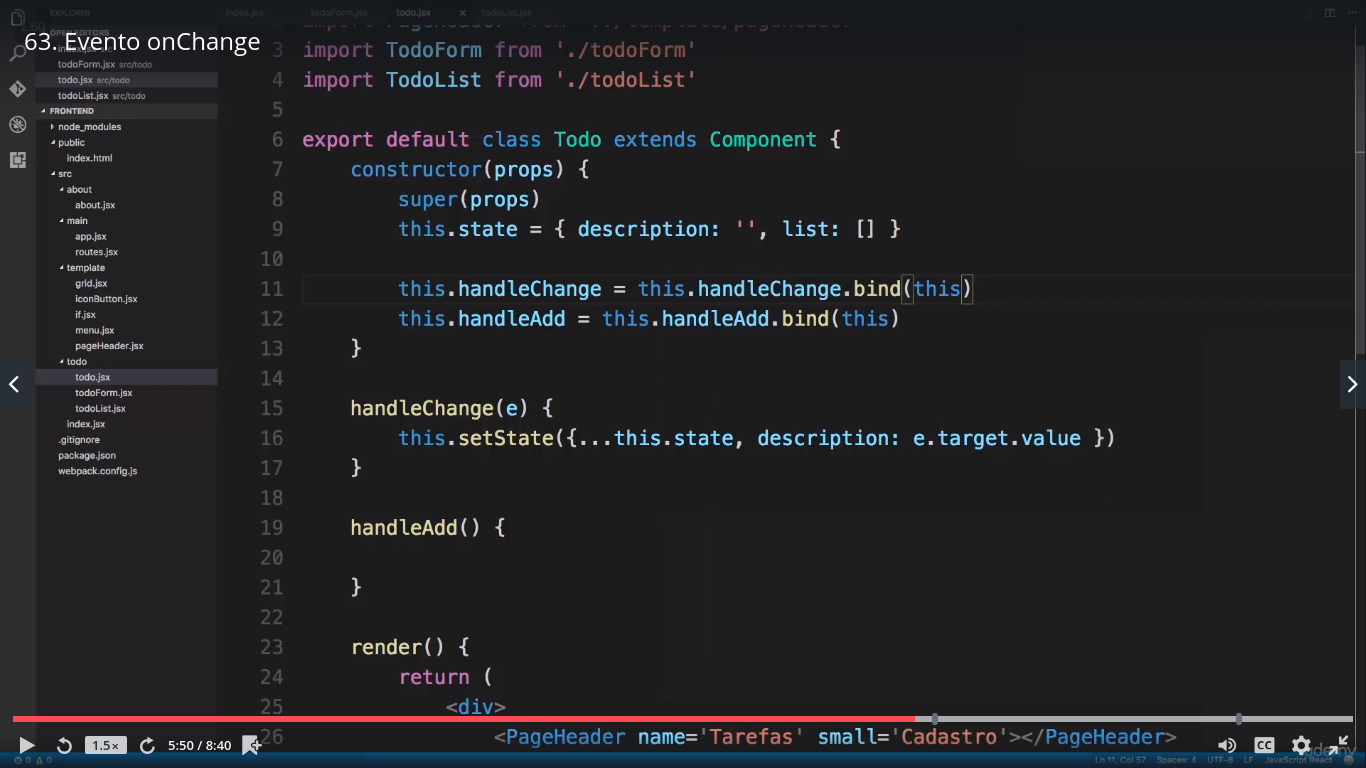 EXPLORER
index.jsx
todoForm.jsx
todo.jsx
todoList.jsx
63. Evento onChange
todoForm.jsx src/todo
todo.jsx src/todo
todoList.jsx src/todo
FRONTEND
node_modules
public
index.html
src
about
about.jsx
main
app.jsx
routes.jsx
template
grid.jsx
iconButton.jsx
if.jsx
menu.jsx
pageHeader.jsx
todo
todo.jsx
todoForm.jsx
todoList.jsx
index.jsx
.gitignore
package.json
webpack.config.js
3 import TodoForm from './todoForm'
4 import TodoList from './todoList'
5
6 export default class Todo extends Component {
7 constructor(props) {
8 super(props)
9 this.state = { description: '', list: [] }
10
11 this.handleChange = this.handleChange.bind(this)
12 this.handleAdd = this.handleAdd.bind(this)
13 }
14
15 handleChange(e) {
16 this.setState({...this.state, description: e.target.value })
17 }
18
19 handleAdd() {
20
21 }
22
23 render() {
24 return (
25 <div>
26 <PageHeader name='Tarefas' small='Cadastro'></PageHeader>
1.5×
5:50 / 8:40
CC
0 0
Ln 11, Col 57 Spaces: 4 UTF-8 LF JavaScript React